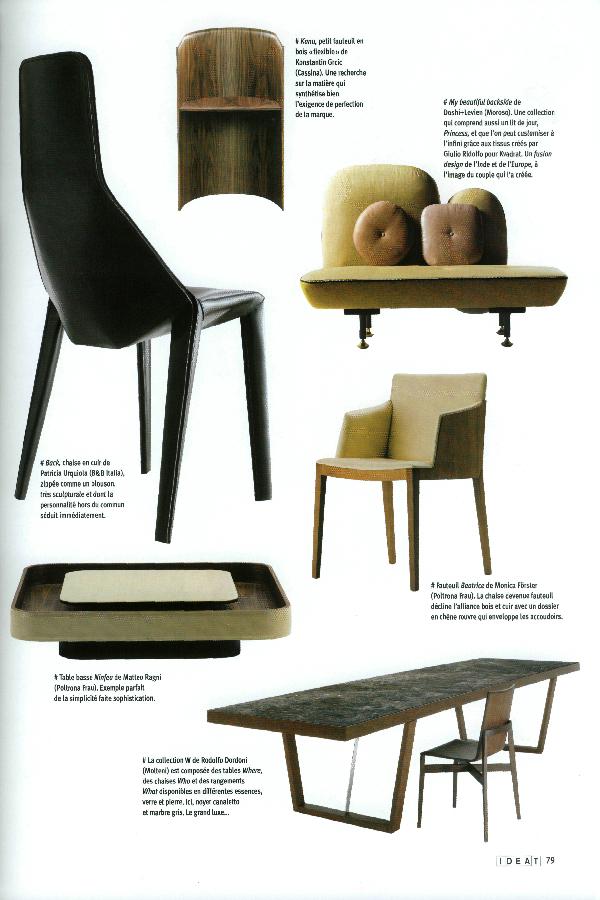 # Kanu, petit fauteuil en
bois «flexible» de
Konstantin Grcic
(Cassina). Une recherche
sur la matière qui
synthétise bien
l'exigence de perfection
de la marque.
# My beautiful backside de
Doshi+Levien (Moroso). Une collection
qui comprend aussi un lit de jour,
Princess, et que l'on peut customiser à
l'infini grâce aux tissus créés par
Giulio Ridolfo pour Kvadrat. Un fusion
design de l'Inde et de l'Europe, à
l'image du couple qui l'a créée.
# Back, chaise en cuir de
Patricia Urquiola (B&B Italia),
zippée comme un blouson,
très sculpturale et dont la
personnalité hors du commun
séduit immédiatement.
# Fauteuil Beatrice de Monica Förster
(Poltrona Frau). La chaise devenue fauteuil
décline l'alliance bois et cuir avec un dossier
en chêne rouvre qui enveloppe les accoudoirs.
# Table basse Ninfea de Matteo Ragni
(Poltrona Frau). Exemple parfait
de la simplicité faite sophistication.
# La collection W de Rodolfo Dordoni
(Molteni) est composée des tables Where,
des chaises Who et des rangements
What disponibles en différentes essences,
verre et pierre. Ici, noyer canaletto
et marbre gris. Le grand luxe...
IDEAT 79